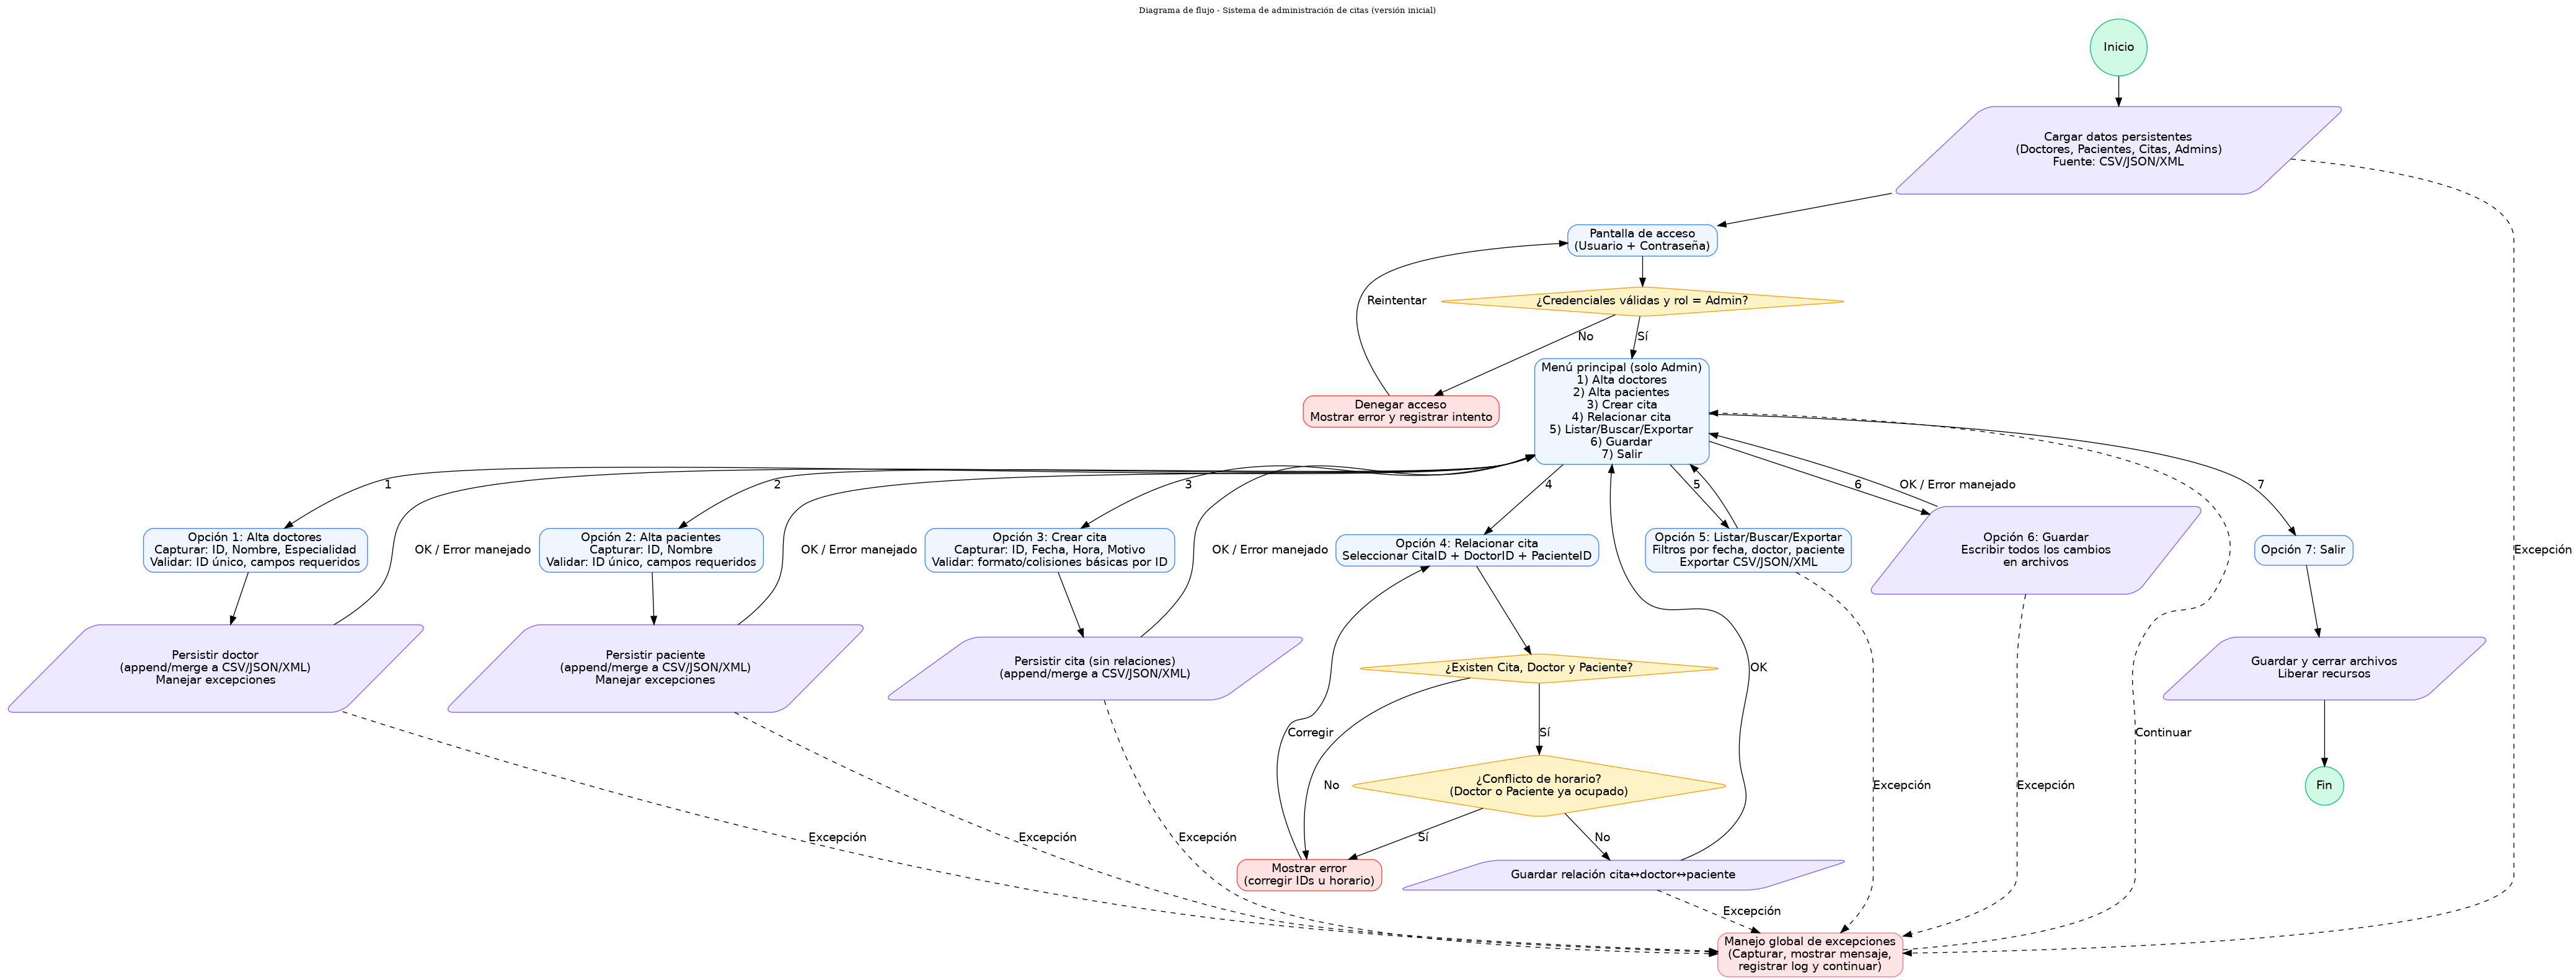 Diagrama de flujo - Sistema de administración de citas (versión inicial)
Inicio
Cargar datos persistentes
(Doctores, Pacientes, Citas, Admins)
Fuente: CSV/JSON/XML
Pantalla de acceso
(Usuario + Contraseña)
Reintentar
¿Credenciales válidas y rol = Admin?
No
Sí
Denegar acceso
Mostrar error y registrar intento
Menú principal (solo Admin)
1) Alta doctores
2) Alta pacientes
3) Crear cita
4) Relacionar cita
5) Listar/Buscar/Exportar
6) Guardar
7) Salir
1
2
3
4
5
6
OK / Error manejado
7
Opción 1: Alta doctores
Capturar: ID, Nombre, Especialidad
Validar: ID único, campos requeridos
OK / Error manejado
Opción 2: Alta pacientes
Capturar: ID, Nombre
Validar: ID único, campos requeridos
OK / Error manejado
Opción 3: Crear cita
Capturar: ID, Fecha, Hora, Motivo
Validar: formato/colisiones básicas por ID
OK / Error manejado
Opción 4: Relacionar cita
Seleccionar CitaID + DoctorID + PacienteID
Opción 5: Listar/Buscar/Exportar
Filtros por fecha, doctor, paciente
Exportar CSV/JSON/XML
Opción 6: Guardar
Escribir todos los cambios
en archivos
Opción 7: Salir
Excepción
Persistir doctor
(append/merge a CSV/JSON/XML)
Manejar excepciones
Persistir paciente
(append/merge a CSV/JSON/XML)
Manejar excepciones
Persistir cita (sin relaciones)
(append/merge a CSV/JSON/XML)
¿Existen Cita, Doctor y Paciente?
OK
Guardar y cerrar archivos
Liberar recursos
Corregir
Sí
Continuar
No
¿Conflicto de horario?
(Doctor o Paciente ya ocupado)
Excepción
Excepción
Fin
Excepción
Excepción
Excepción
Sí
No
Mostrar error
(corregir IDs u horario)
Guardar relación cita↔doctor↔paciente
Excepción
Manejo global de excepciones
(Capturar, mostrar mensaje,
registrar log y continuar)